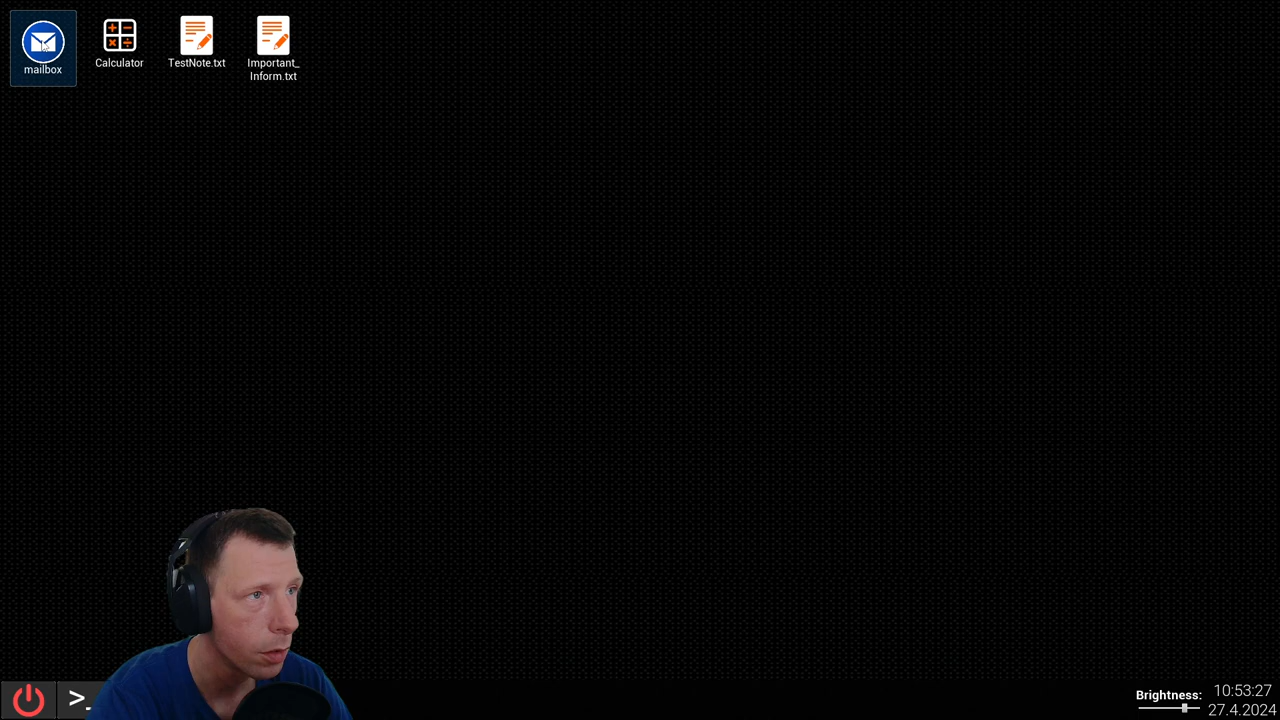 mailbox
Calculator
TestNote.txt
Important_
Inform.txt
>_
Brightness:
10:53:27
27.4.2024